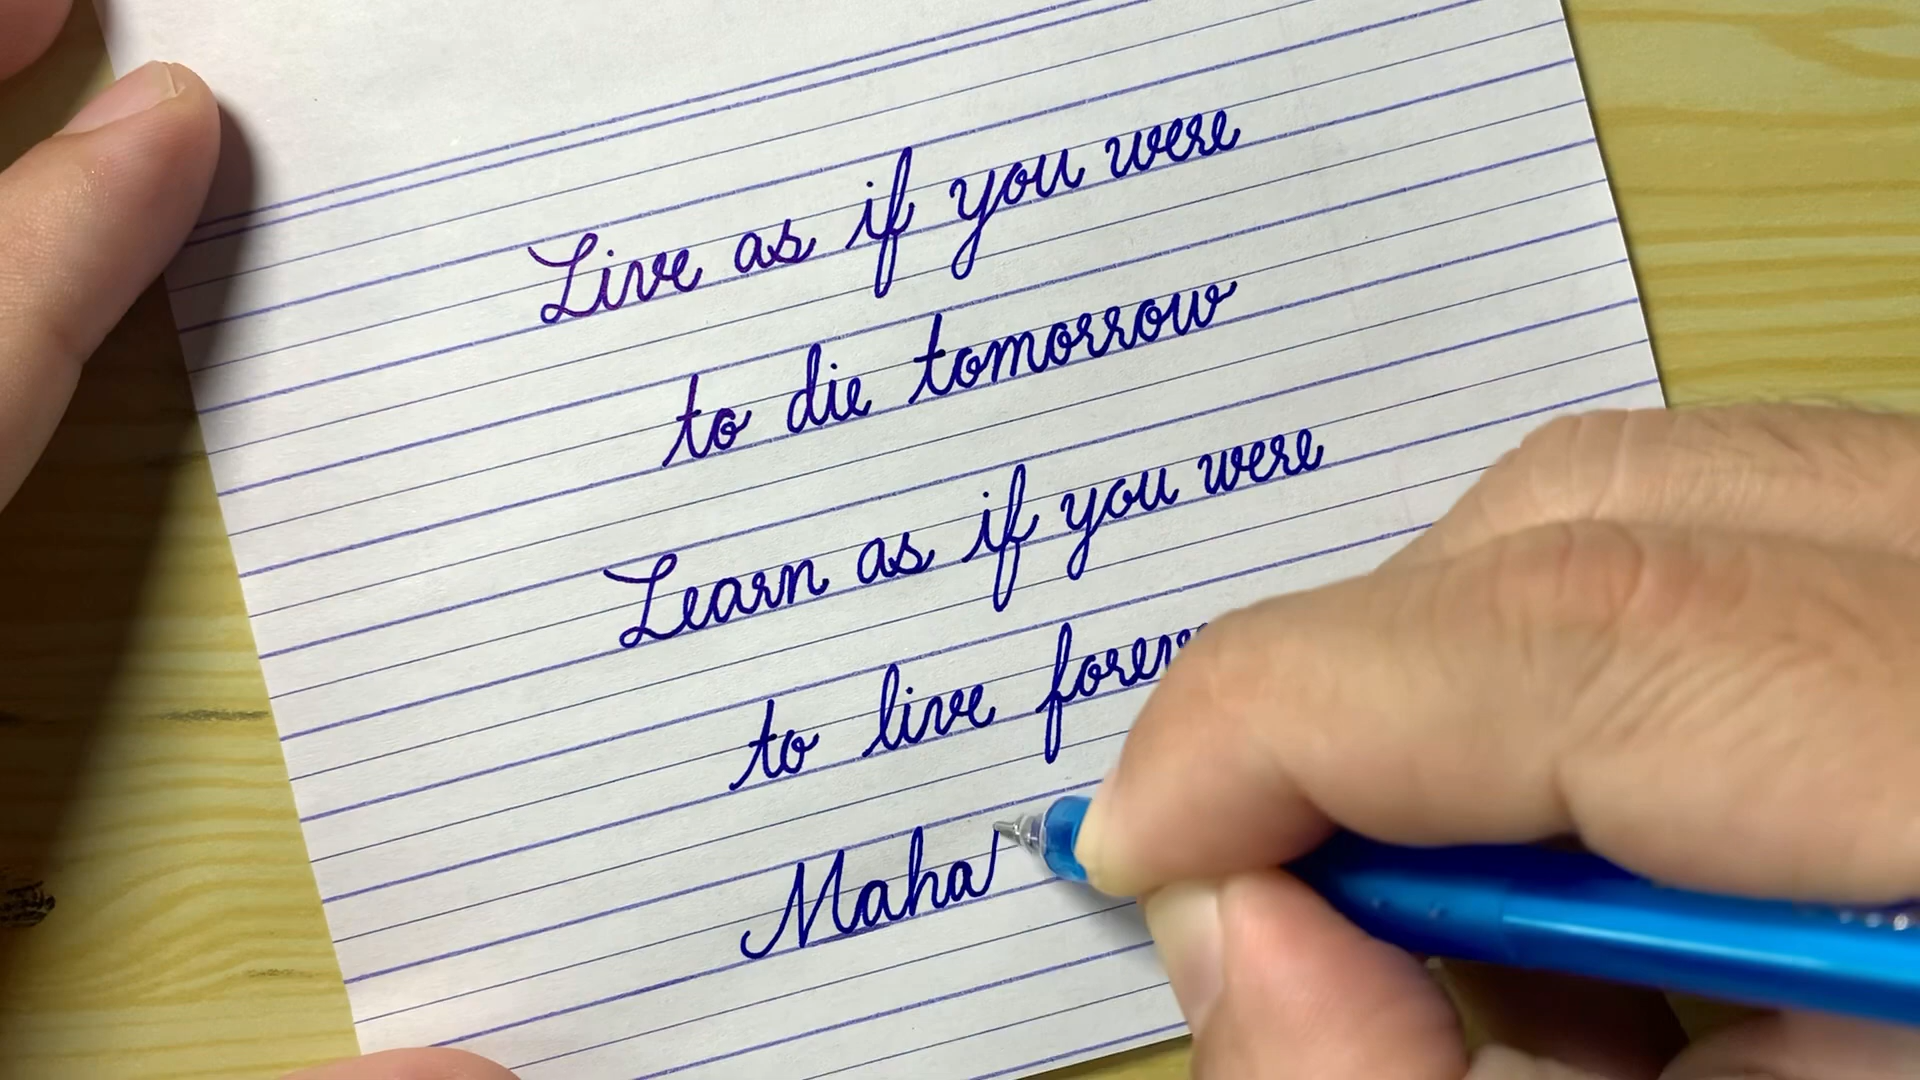 Live as if you were
to die tomorrow
Learn as if you were
to live
Maha